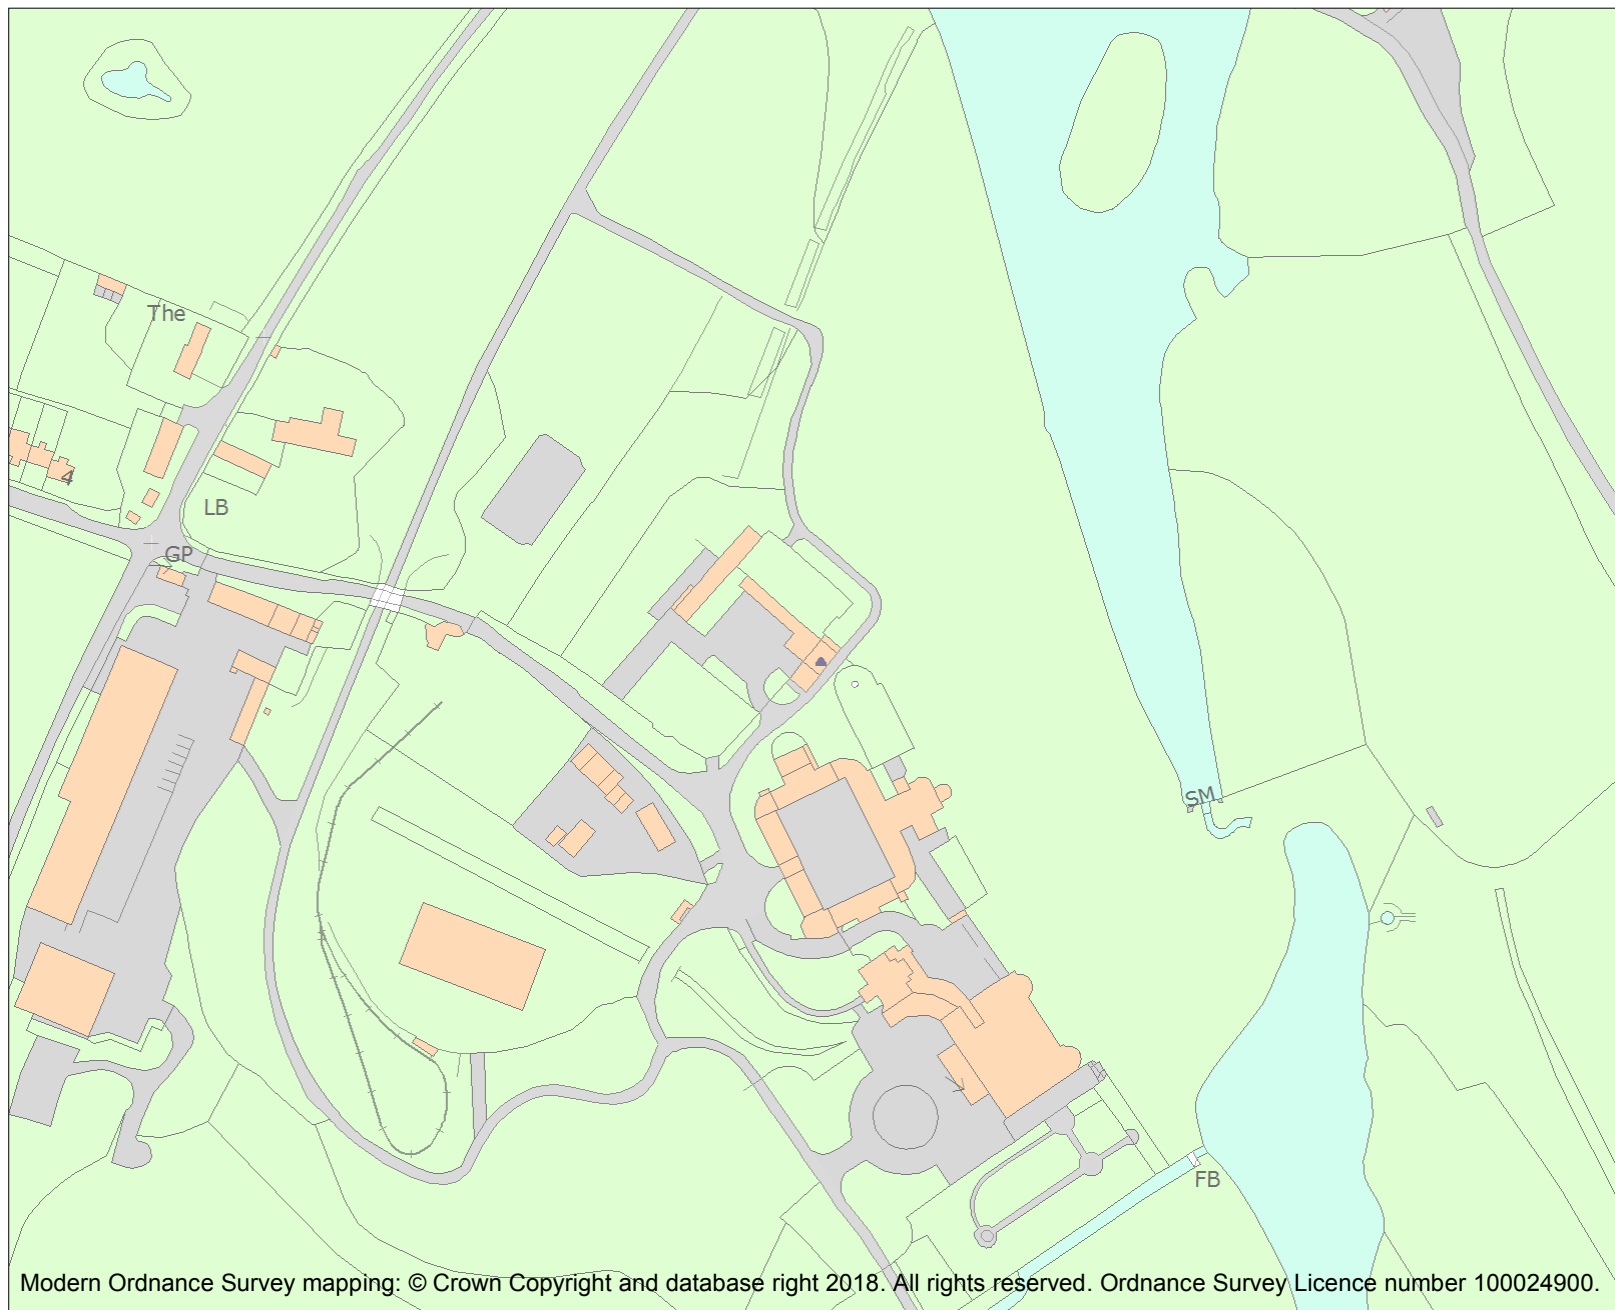 The
4
LB
GP
SM
FB
Modern Ordnance Survey mapping: © Crown Copyright and database right 2018. All rights reserved. Ordnance Survey Licence number 100024900.